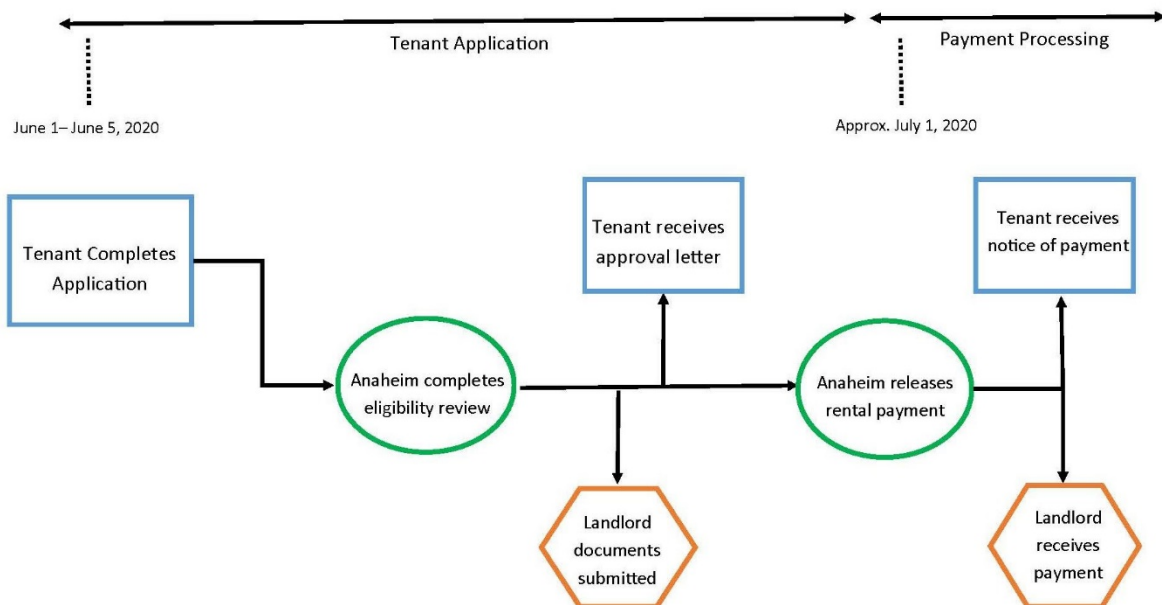 Tenant Application
Payment Processing
June 1– June 5, 2020
Approx. July 1, 2020
Tenant Completes
Application
Anaheim completes
eligibility review
Tenant receives
approval letter
Landlord
documents
submitted
Anaheim releases
rental payment
Tenant receives
notice of payment
Landlord
receives
payment